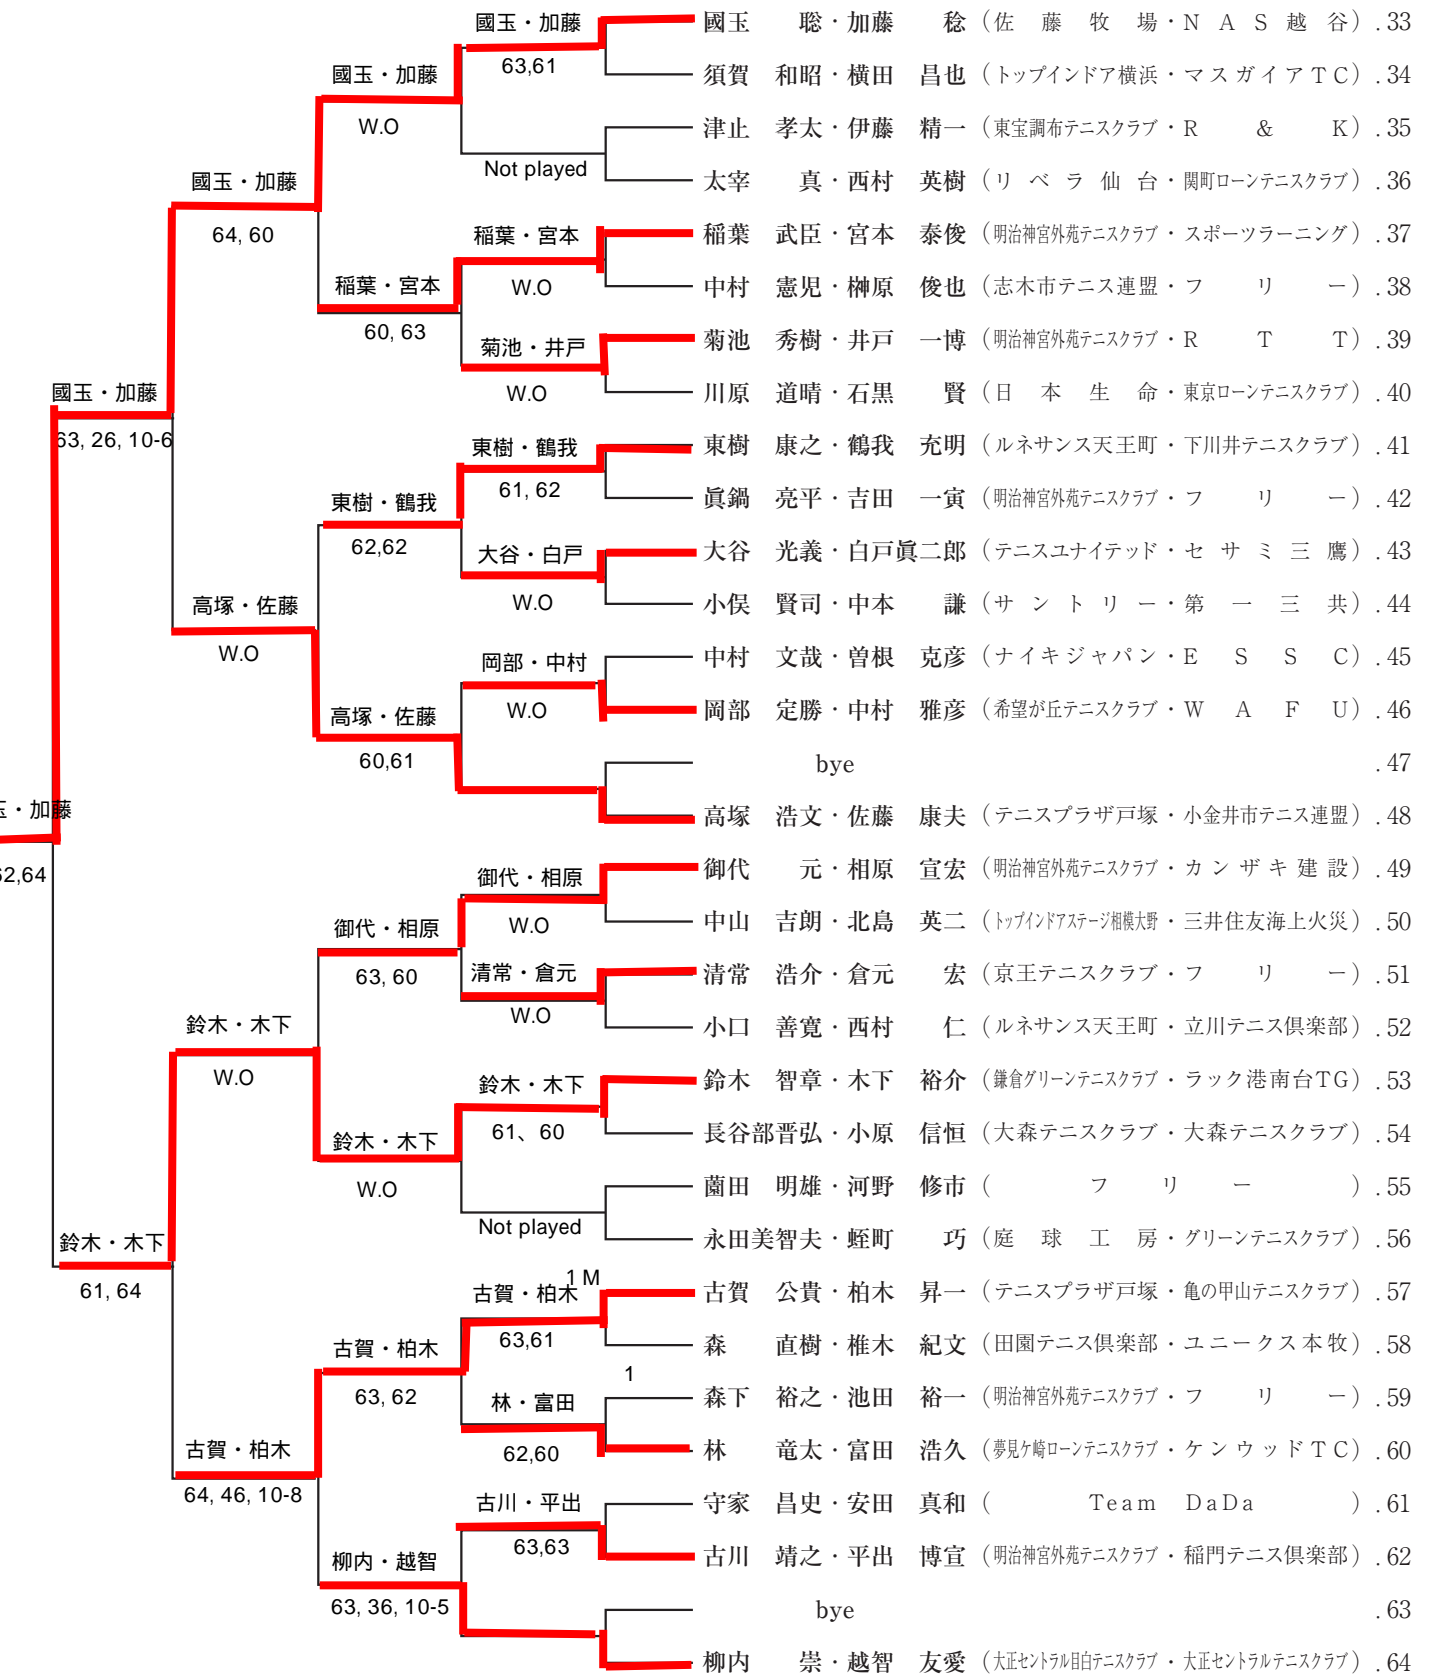 國玉・加藤
國玉 聡・加藤 稔(佐藤牧場・NAS越谷).33
63,61
國玉・加藤
須賀 和昭・横田 昌也(トップインドア横浜・マスガイアTC).34
W.O
津止 孝太・伊藤 精一(東宝調布テニスクラブ・R & K).35
Not played
國玉・加藤
太宰 真・西村 英樹(リベラ仙台・関町ローンテニスクラブ).36
64, 60
稲葉・宮本
稲葉 武臣・宮本 泰俊(明治神宮外苑テニスクラブ・スポーツラーニング).37
稲葉・宮本
W.O
中村 憲児・榊原 俊也(志木市テニス連盟・フリー).38
60, 63
菊池・井戸
菊池 秀樹・井戸 一博(明治神宮外苑テニスクラブ・RTT).39
國玉・加藤
W.O
川原 道晴・石黒 賢(日本生命・東京ローンテニスクラブ).40
63, 26, 10-6
東樹・鶴我
東樹 康之・鶴我 充明(ルネサンス天王町・下川井テニスクラブ).41
東樹・鶴我
61, 62
眞鍋 亮平・吉田 一寅(明治神宮外苑テニスクラブ・フリー).42
62,62
大谷・白戸
大谷 光義・白戸眞二郎(テニスユナイテッド・セサミ三鷹).43
高塚・佐藤
W.O
小俣 賢司・中本 謙(サントリー・第一三共).44
W.O
岡部・中村
中村 文哉・曽根 克彦(ナイキジャパン・ESSC).45
高塚・佐藤
W.O
岡部 定勝・中村 雅彦(希望が丘テニスクラブ・WAFU).46
60,61
bye .47
玉・加藤
高塚 浩文・佐藤 康夫(テニスプラザ戸塚・小金井市テニス連盟).48
62,64
御代・相原
御代 元・相原 宣宏(明治神宮外苑テニスクラブ・カンザキ建設).49
御代・相原
W.O
中山 吉朗・北島 英二(トップインドアステージ相模大野・三井住友海上火災).50
63, 60
清常・倉元
清常 浩介・倉元 宏(京王テニスクラブ・フリー).51
鈴木・木下
W.O
小口 善寛・西村 仁(ルネサンス天王町・立川テニス倶楽部).52
W.O
鈴木・木下
鈴木 智章・木下 裕介(鎌倉グリーンテニスクラブ・ラック港南台TG).53
鈴木・木下
61、60
長谷部晋弘・小原 信恒(大森テニスクラブ・大森テニスクラブ).54
W.O
薗田 明雄・河野 修市(フリー).55
Not played
鈴木・木下
永田美智夫・蛭町 巧(庭球工房・グリーンテニスクラブ).56
61, 64
1 M
古賀・柏木
古賀 公貴・柏木 昇一(テニスプラザ戸塚・亀の甲山テニスクラブ).57
古賀・柏木
63,61
森 直樹・椎木 紀文(田園テニス倶楽部・ユニークス本牧).58
1
63, 62
林・富田
森下 裕之・池田 裕一(明治神宮外苑テニスクラブ・フリー).59
古賀・柏木
62,60
林 竜太・富田 浩久(夢見ケ崎ローンテニスクラブ・ケンウッドTC).60
64, 46, 10-8
古川・平出
守家 昌史・安田 真和(Team DaDa).61
柳内・越智
63,63
古川 靖之・平出 博宣(明治神宮外苑テニスクラブ・稲門テニス倶楽部).62
63, 36, 10-5
bye .63
柳内 崇・越智 友愛(大正セントラル目白テニスクラブ・大正セントラルテニスクラブ).64